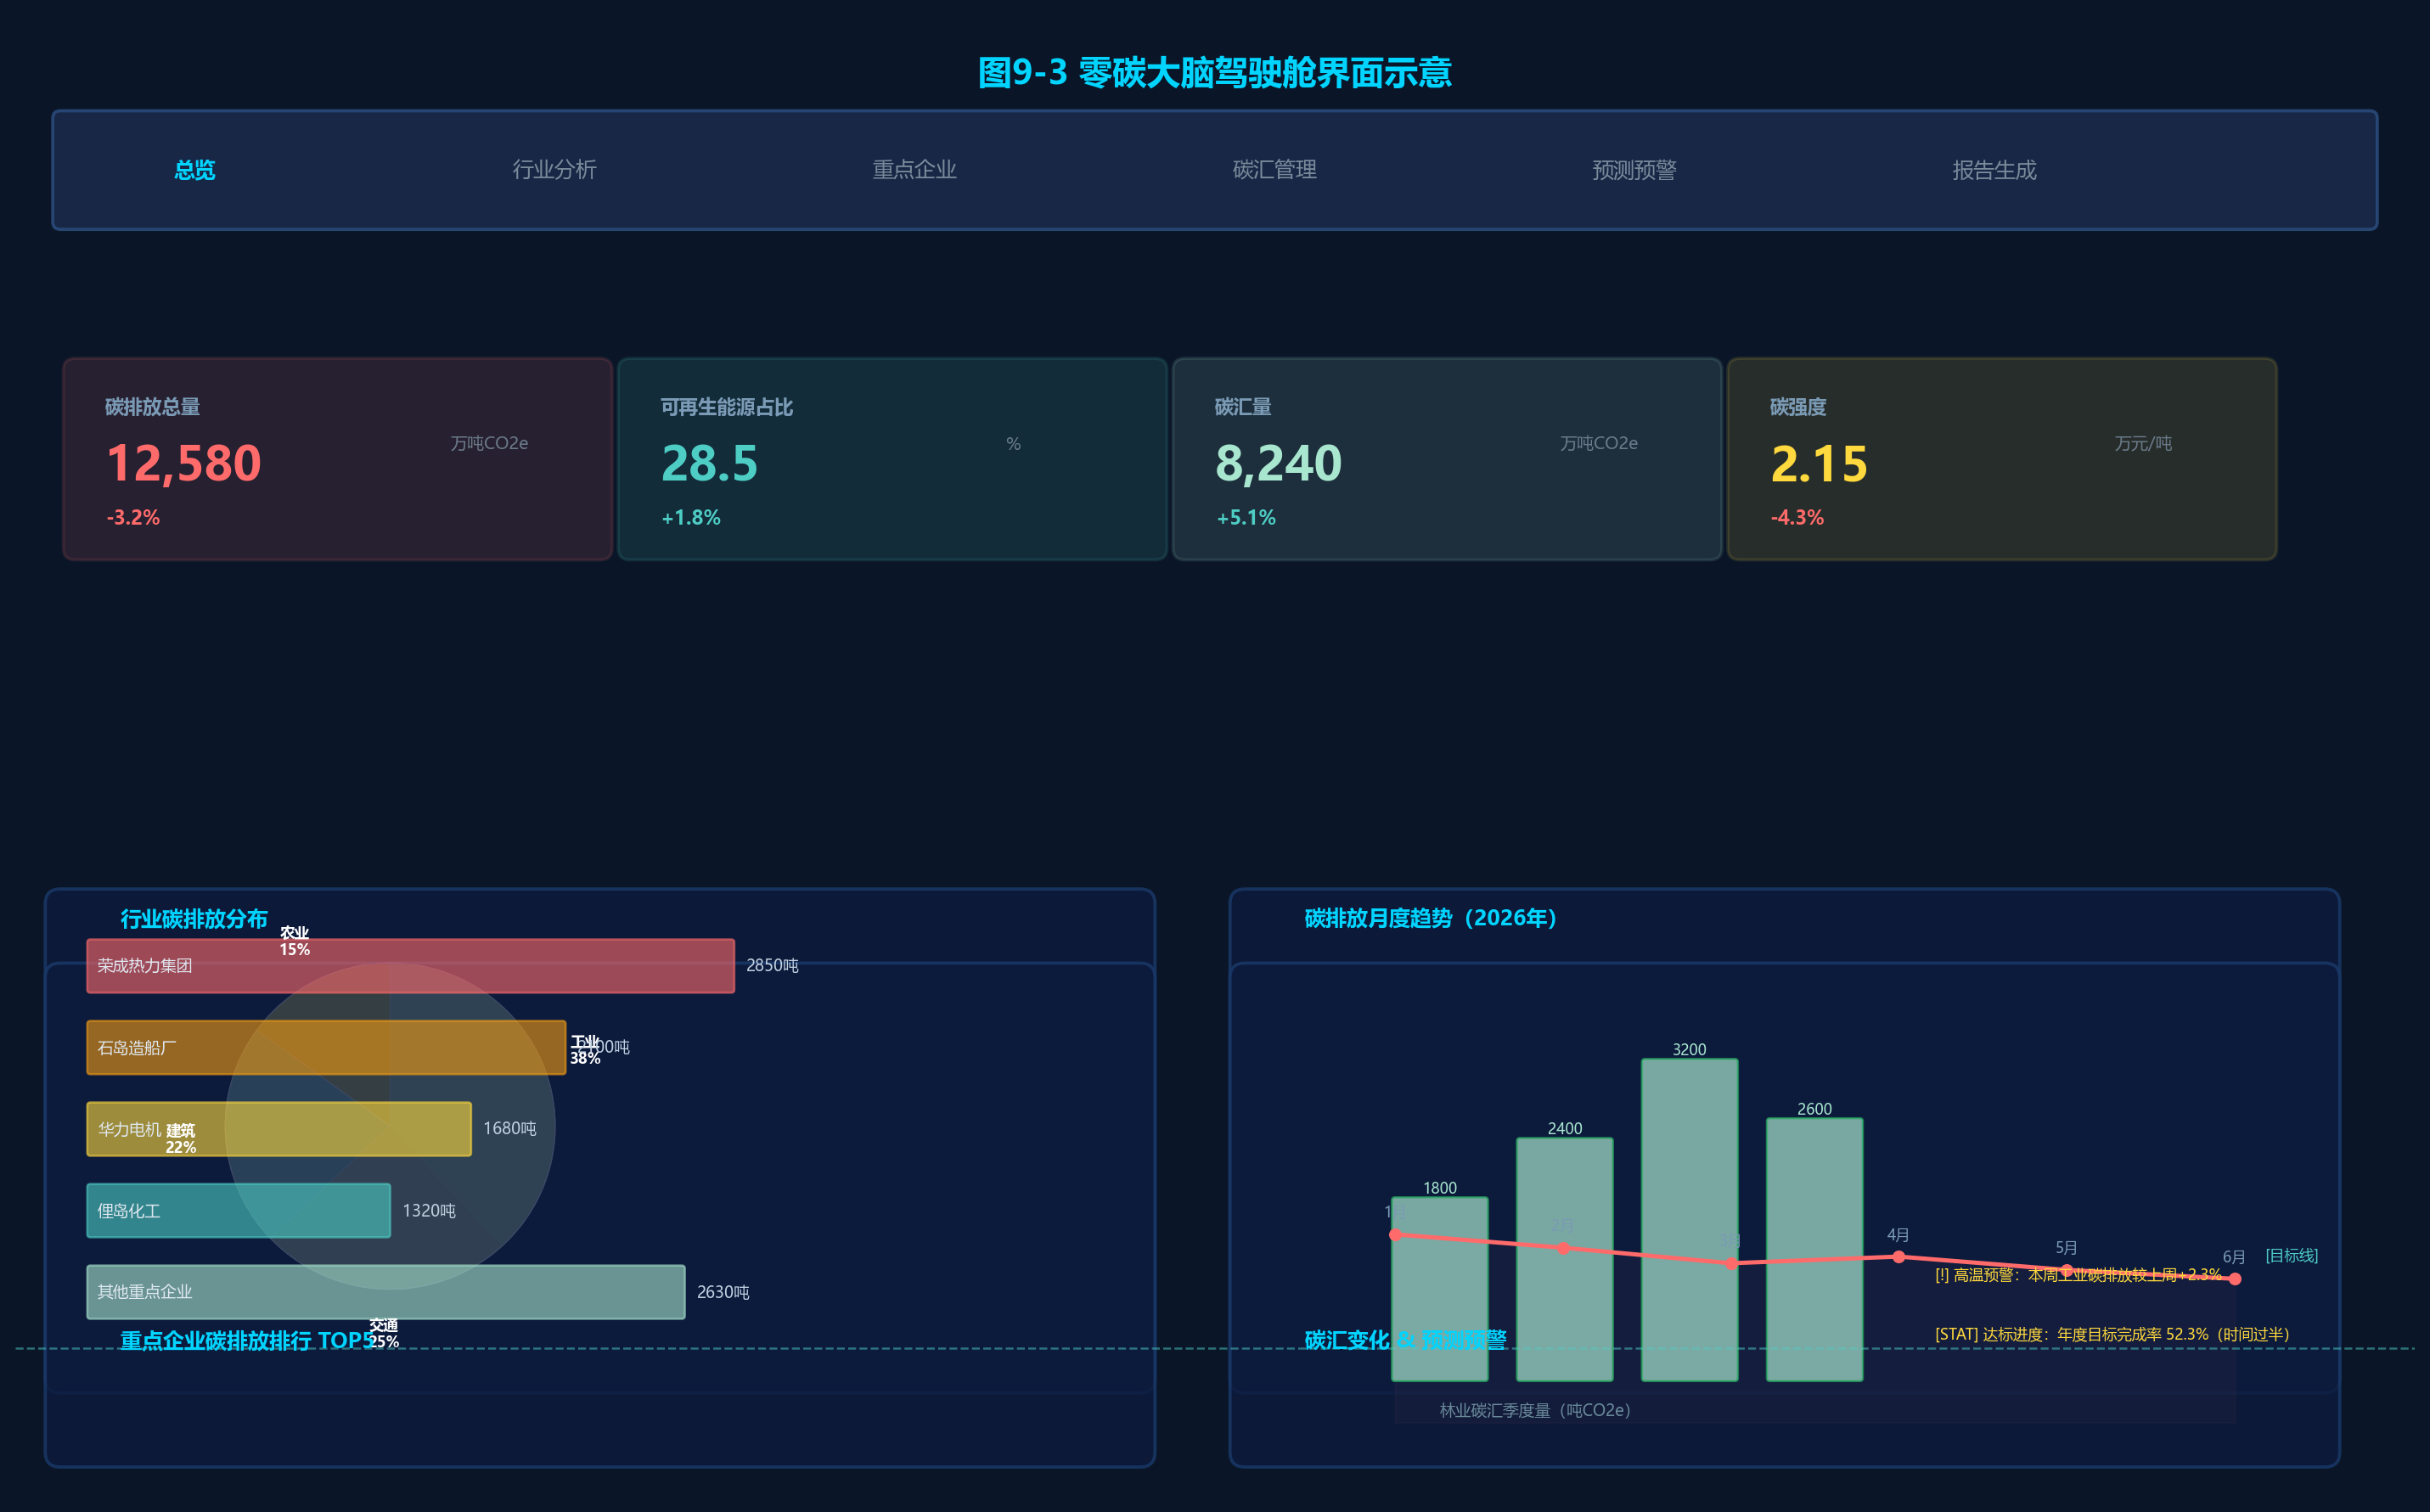 图9-3 零碳大脑驾驶舱界面示意
总览
行业分析
重点企业
碳汇管理
预测预警
报告生成
碳排放总量
12,580
万吨CO2e
-3.2%
可再生能源占比
28.5
%
+1.8%
碳汇量
8,240
万吨CO2e
+5.1%
碳强度
2.15
万元/吨
-4.3%
行业碳排放分布
农业
15%
荣成热力集团
2850吨
石岛造船厂
工业
38%
华力电机
建筑
22%
1680吨
俚岛化工
1320吨
其他重点企业
2630吨
交通
25%
重点企业碳排放排行 TOP5
碳排放月度趋势（2026年）
3200
2600
2400
1800
2月
4月
5月
6月
[目标线]
[!] 高温预警：本周工业碳排放较上周+2.3%
[STAT] 达标进度：年度目标完成率 52.3%（时间过半）
碳汇变化 & 预测预警
林业碳汇季度量（吨CO2e）